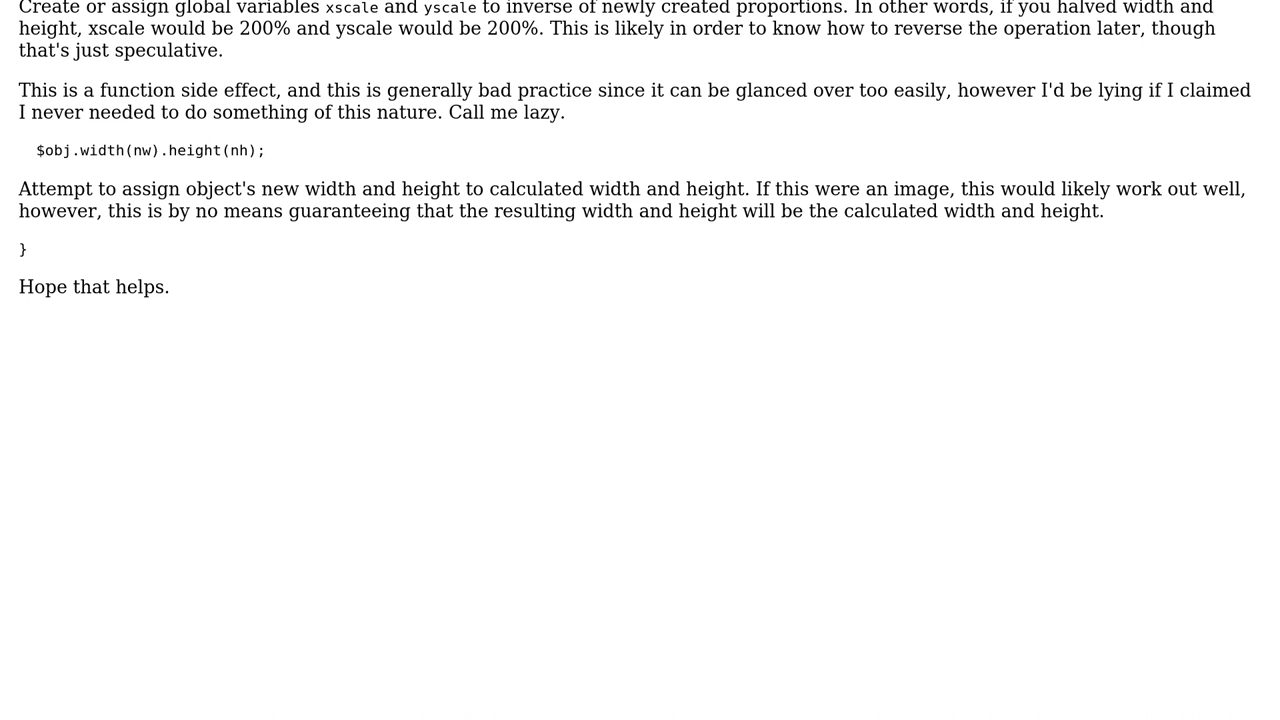 Create or assign global variables xscale and yscale to inverse of newly created proportions. In other words, if you halved width and
height, xscale would be 200% and yscale would be 200%. This is likely in order to know how to reverse the operation later, though
that's just speculative.
This is a function side effect, and this is generally bad practice since it can be glanced over too easily, however I'd be lying if I claimed
I never needed to do something of this nature. Call me lazy.
$obj.width(nw).height(nh);
Attempt to assign object's new width and height to calculated width and height. If this were an image, this would likely work out well,
however, this is by no means guaranteeing that the resulting width and height will be the calculated width and height.
}
Hope that helps.